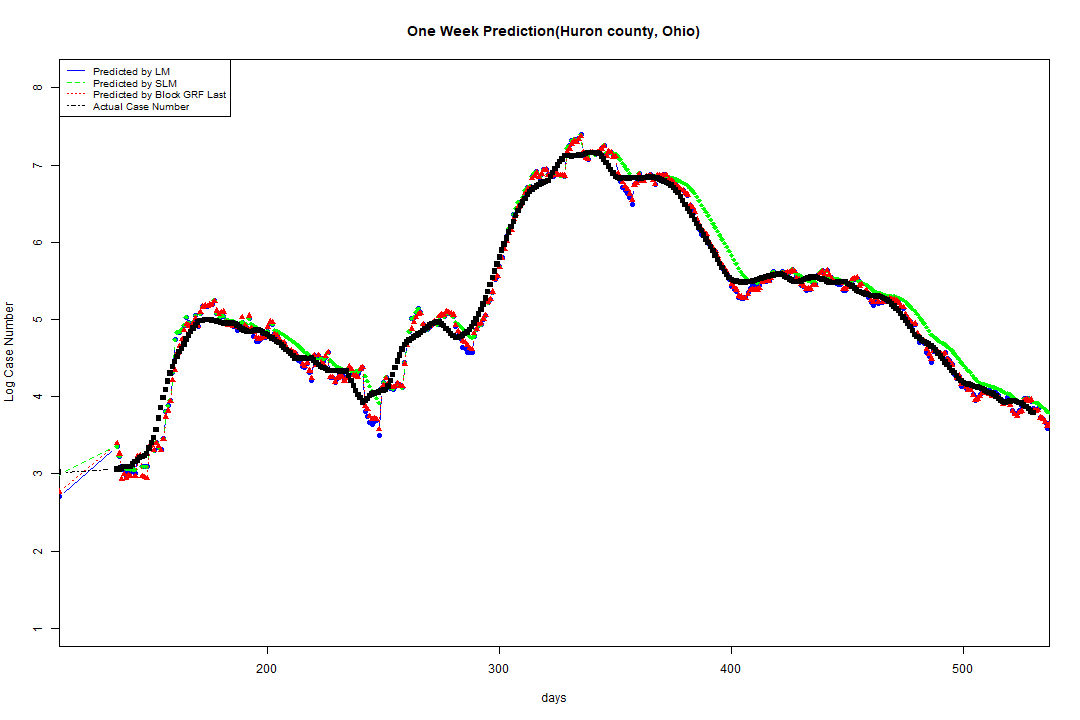 One Week Prediction(Huron county, Ohio)
Predicted by LM
Predicted by SLM
Predicted by Block GRF Last
Actual Case Number
8
7
6
5
4
3
2
1
Log Case Number
200 300 400 500
days